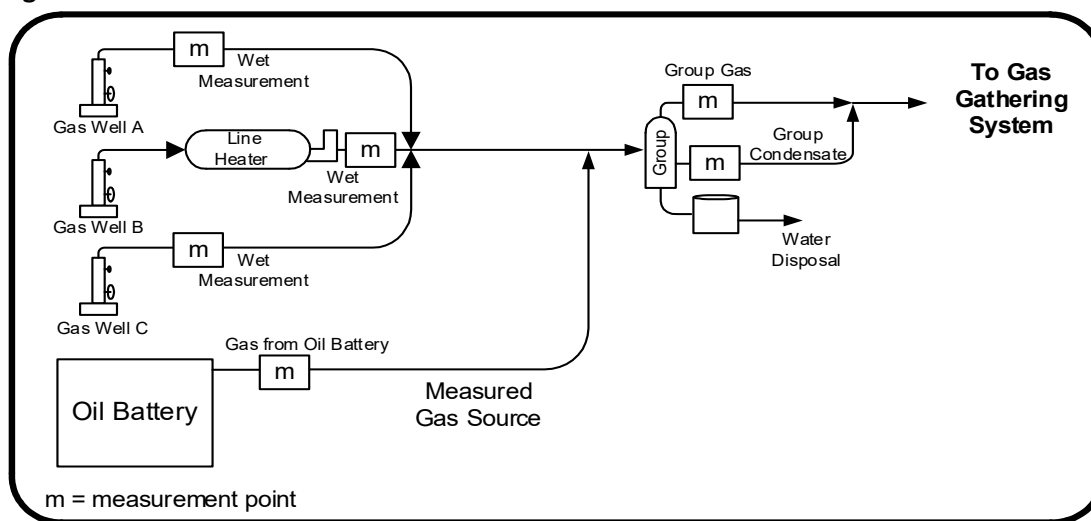 m
Wet
Measurement
Gas Well A
Line
Heater
m
Wet
Measurement
Gas Well B
m
Wet
Measurement
Gas Well C
Gas from Oil Battery
m
Oil Battery
Measured
Gas Source
Group Gas
m
Group
Group
Condensate
m
Water
Disposal
To Gas
Gathering
System
m = measurement point